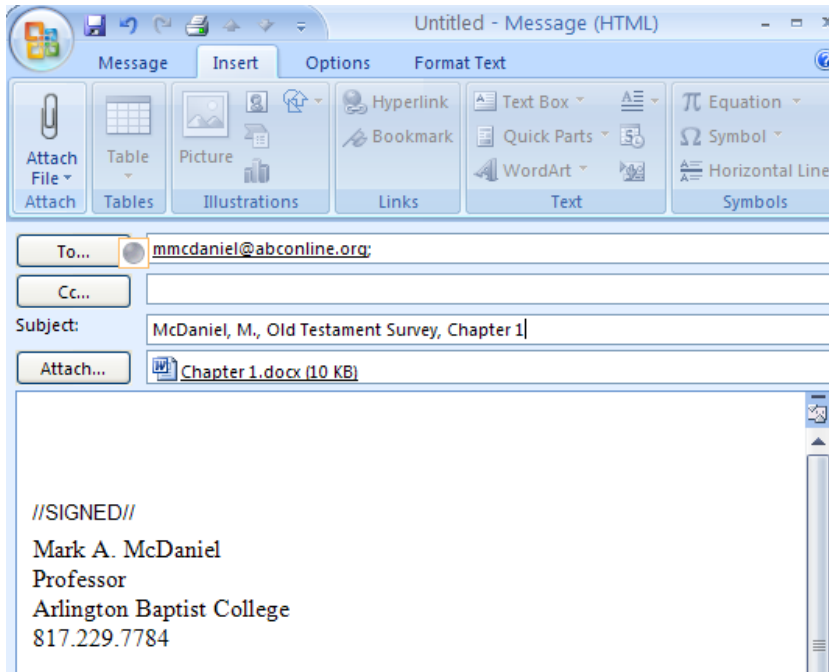 Untitled - Message (HTML)
Message Insert Options Format Text
Attach File
Table
Picture
Hyperlink
Bookmark
Text Box
Quick Parts
WordArt
Equation
Symbol
Horizontal Line
Attach Tables Illustrations Links Text Symbols
To... mmcdaniel@abconline.org;
Cc...
Subject: McDaniel, M., Old Testament Survey, Chapter 1
Attach... Chapter 1.docx (10 KB)
//SIGNED//
Mark A. McDaniel
Professor
Arlington Baptist College
817.229.7784